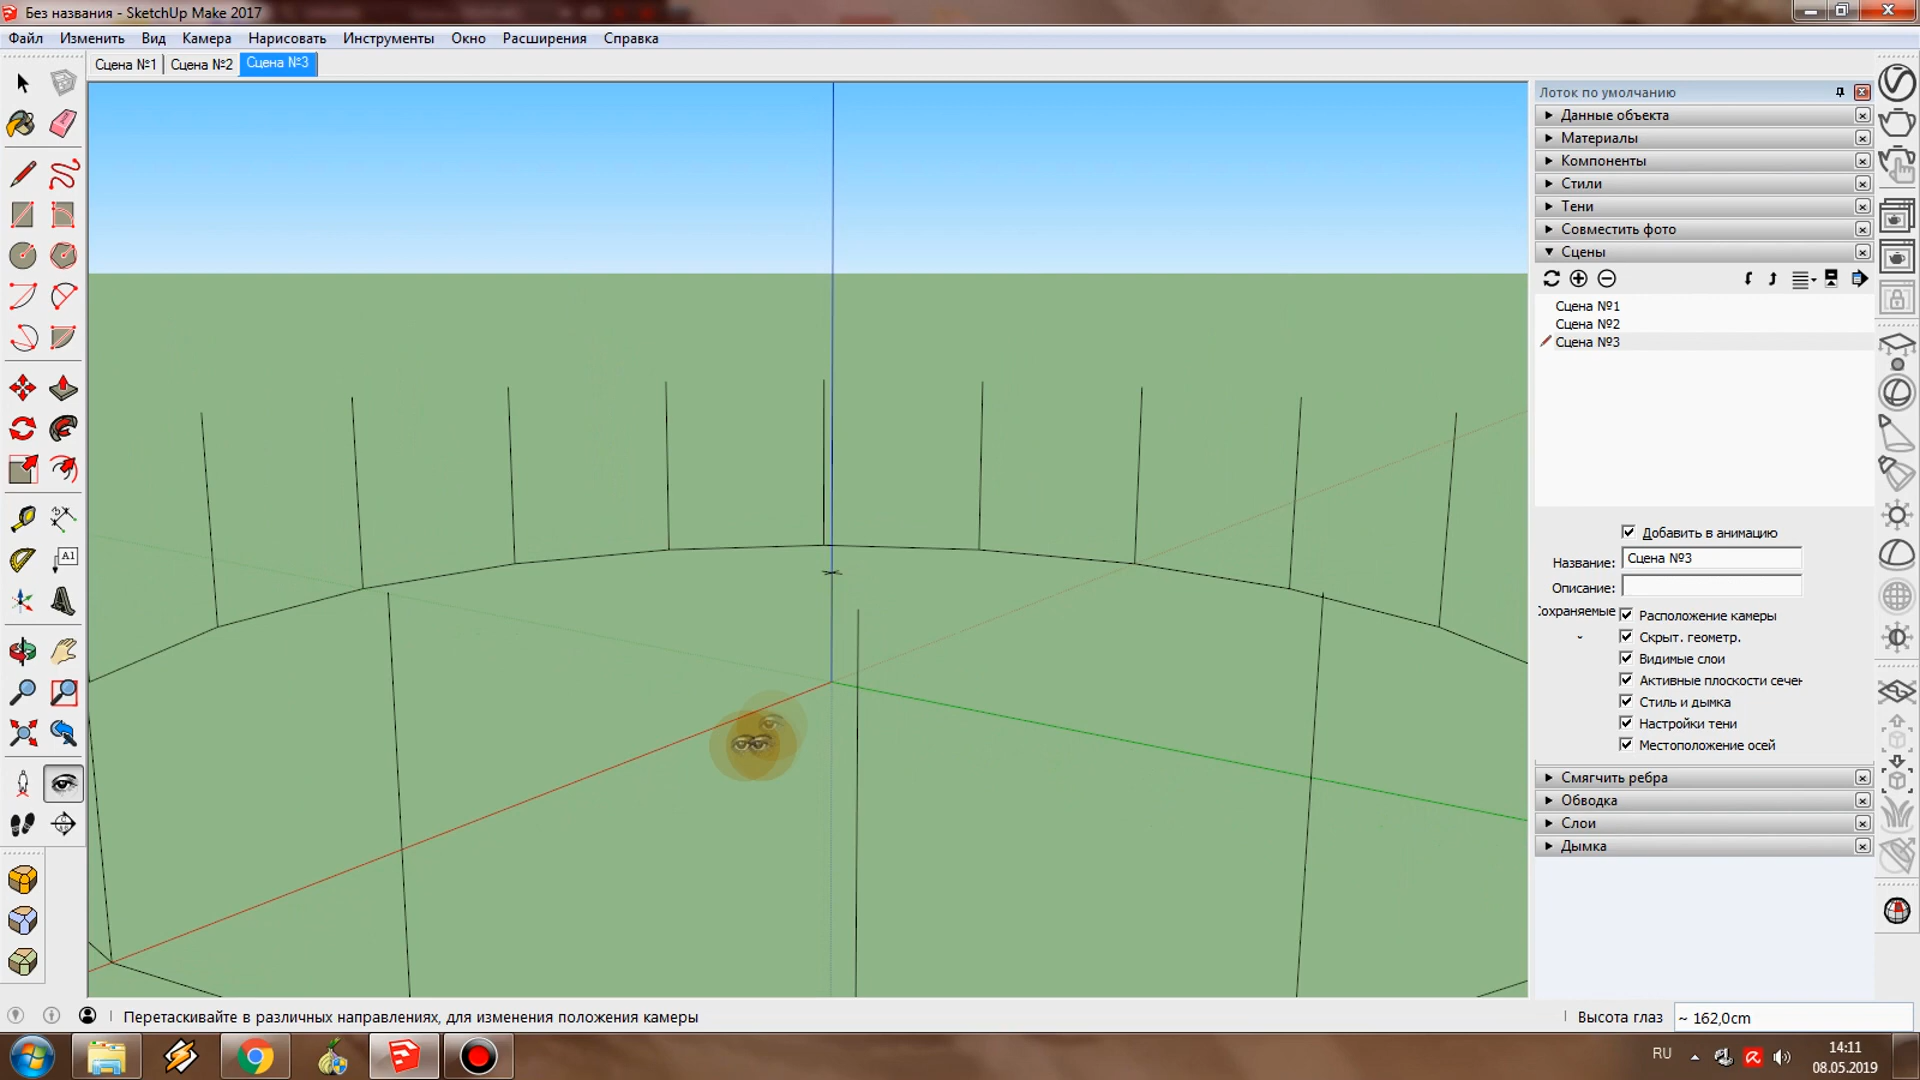 Без названия - SketchUp Make 2017
Файл Изменить Вид Камера Нарисовать Инструменты Окно Расширения Справка
Сцена №1 Сцена №2 Сцена №3
Лоток по умолчанию
Данные объекта
Материалы
Компоненты
Стили
Тени
Совместить фото
Сцены
Сцена №1
Сцена №2
Сцена №3
Добавить в анимацию
Название: Сцена №3
Описание:
Сохраняемые
Расположение камеры
Скрыт. геометр.
Видимые слои
Активные плоскости сечен
Стиль и дымка
Настройки тени
Местоположение осей
Смягчить ребра
Обводка
Слои
Дымка
A1
Перетаскивайте в различных направлениях, для изменения положения камеры
Высота глаз ~ 162,0cm
RU
14:11
08.05.2019